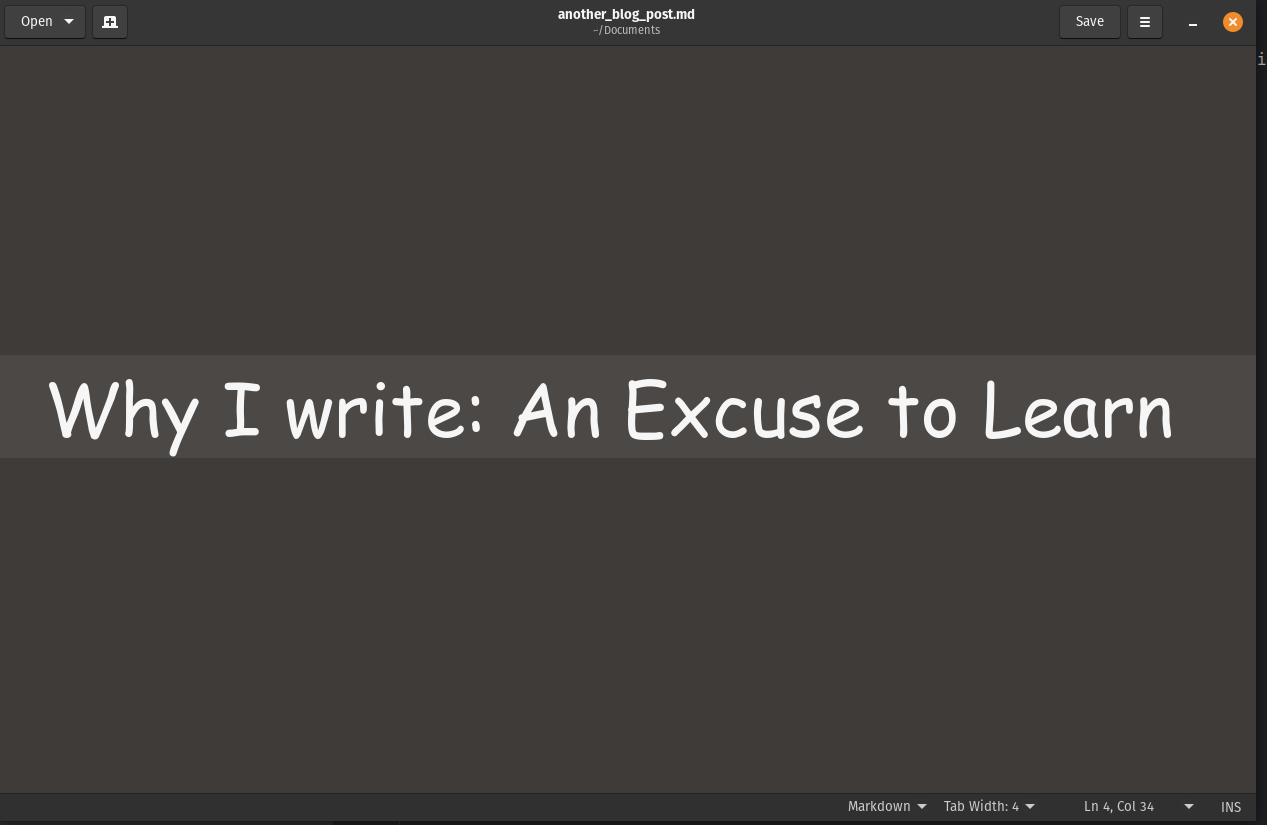 Open
another_blog_post.md
~/Documents
Save
i
Why I write: An Excuse to Learn
Markdown Tab Width: 4 Ln 4, Col 34 INS